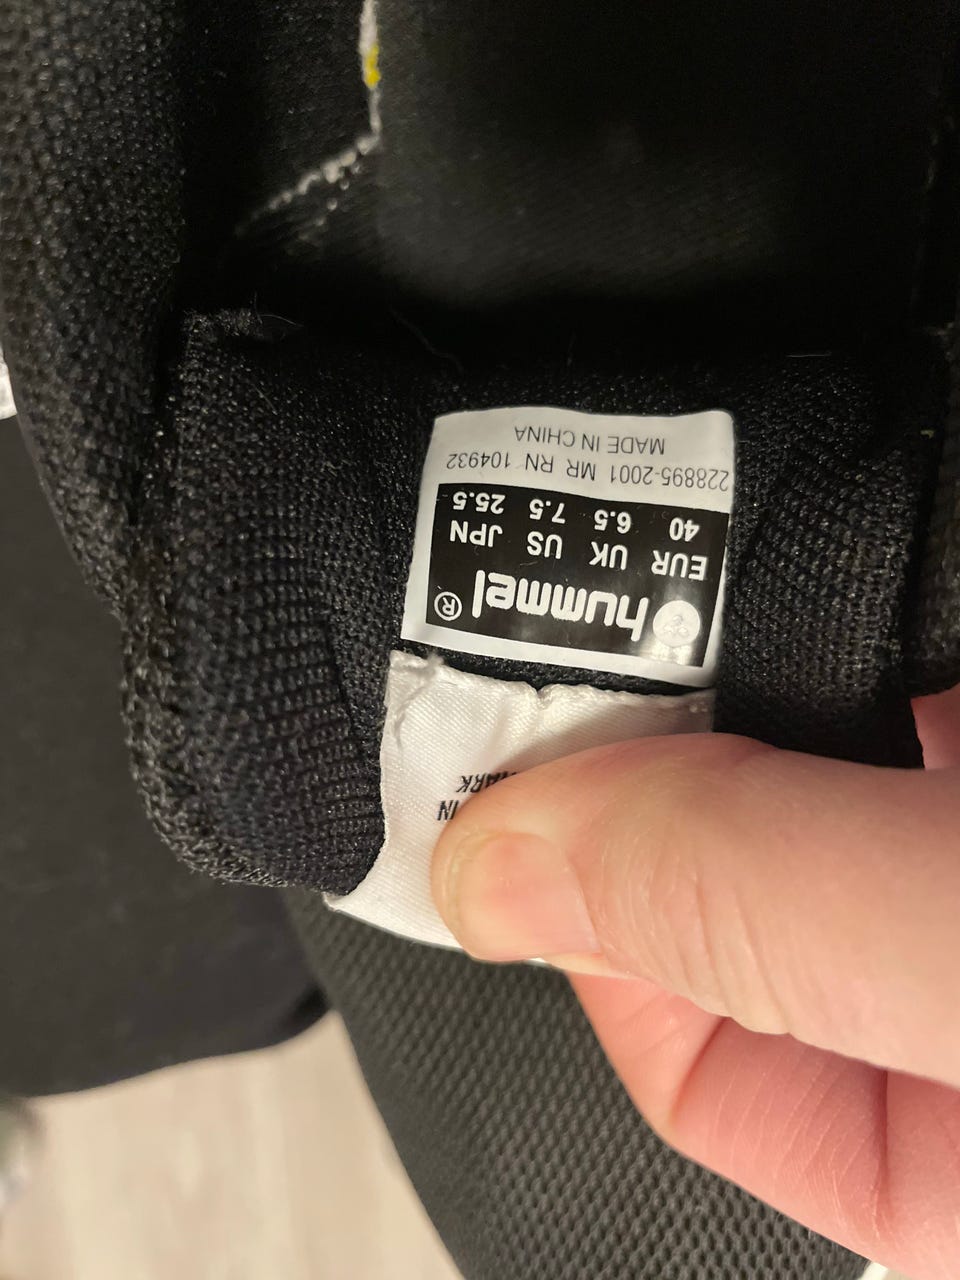 IN
hummel®
EUR UK US JPN
40 6.5 7.5 25.5
228895-2001 MR RN 104932
MADE IN CHINA